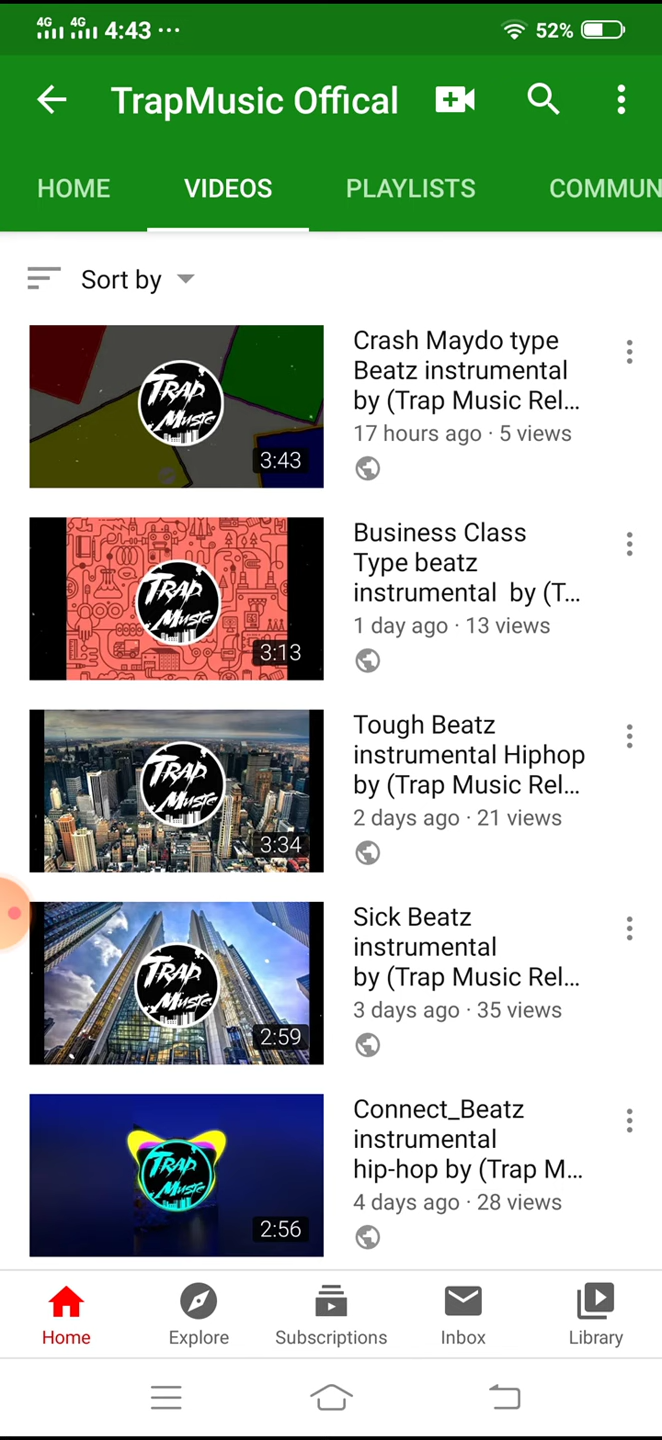 4G 4G 4:43 ••• 52%
TrapMusic Offical
HOME VIDEOS PLAYLISTS COMMUN
Sort by
TRAP
Music
3:43
Crash Maydo type
Beatz instrumental
by (Trap Music Rel...
17 hours ago · 5 views
TRAP
Music
3:13
Business Class
Type beatz
instrumental by (T...
1 day ago · 13 views
TRAP
Music
3:34
Tough Beatz
instrumental Hiphop
by (Trap Music Rel...
2 days ago · 21 views
TRAP
Music
2:59
Sick Beatz
instrumental
by (Trap Music Rel...
3 days ago · 35 views
TRAP
Music
2:56
Connect_Beatz
instrumental
hip-hop by (Trap M...
4 days ago · 28 views
Home Explore Subscriptions Inbox Library